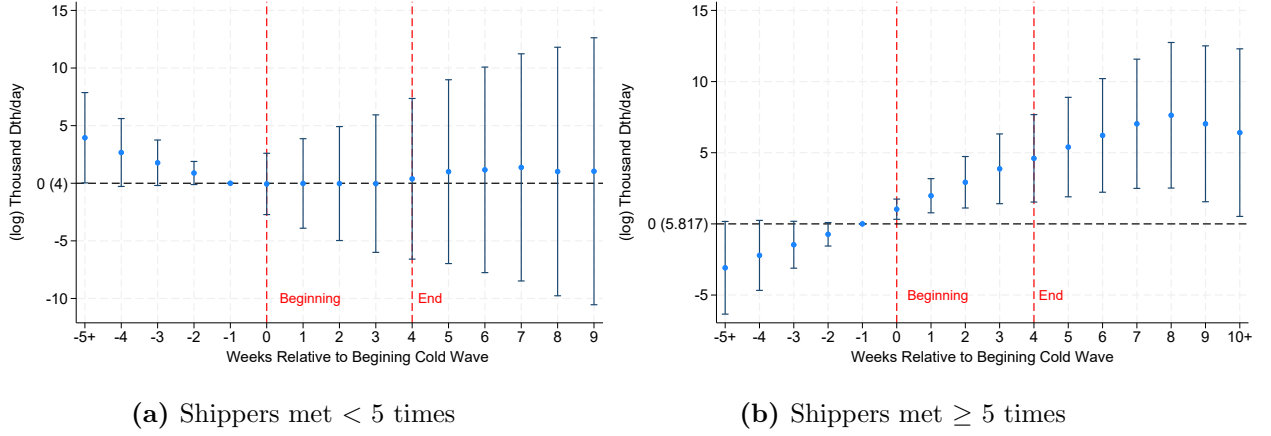 15
10
5
0 (4)
-5
-10
(log) Thousand Dth/day
Beginning
End
-5+ -4 -3 -2 -1 0 1 2 3 4 5 6 7 8 9
Weeks Relative to Begining Cold Wave
(a) Shippers met < 5 times
15
10
5
0 (5.817)
-5
(log) Thousand Dth/day
Beginning
End
-5+ -4 -3 -2 -1 0 1 2 3 4 5 6 7 8 9 10+
Weeks Relative to Begining Cold Wave
(b) Shippers met ≥ 5 times